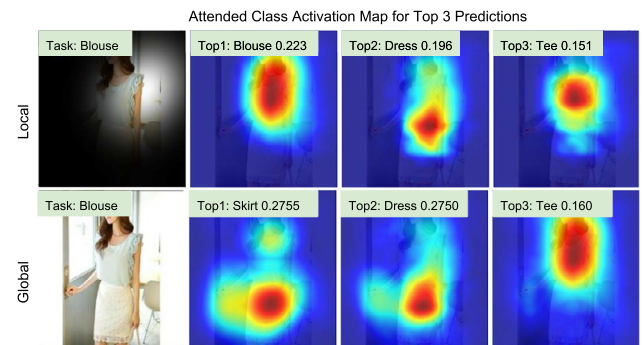 Attended Class Activation Map for Top 3 Predictions
Local
Task: Blouse
Top1: Blouse 0.223
Top2: Dress 0.196
Top3: Tee 0.151
Global
Task: Blouse
Top1: Skirt 0.2755
Top2: Dress 0.2750
Top3: Tee 0.160